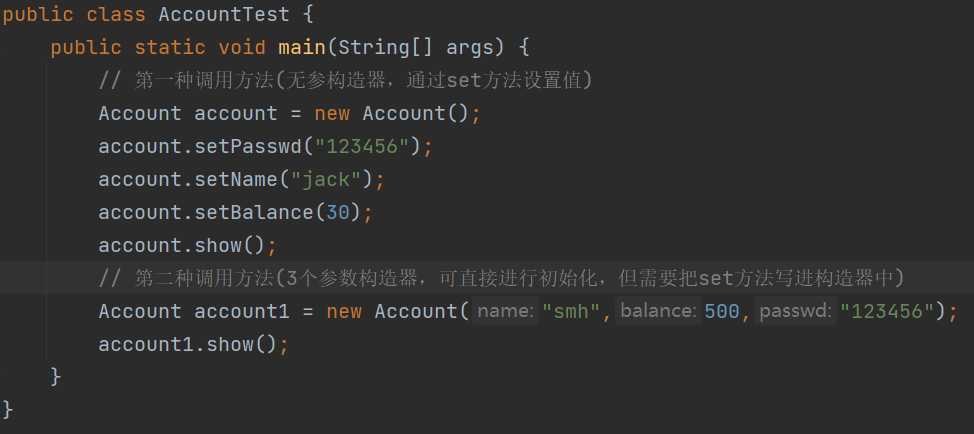 public class AccountTest {
    public static void main(String[] args) {
        // 第一种调用方法(无参构造器，通过set方法设置值)
        Account account = new Account();
        account.setPasswd("123456");
        account.setName("jack");
        account.setBalance(30);
        account.show();
        // 第二种调用方法(3个参数构造器，可直接进行初始化，但需要把set方法写进构造器中)
        Account account1 = new Account( name: "smh", balance: 500, passwd: "123456");
        account1.show();
    }
}